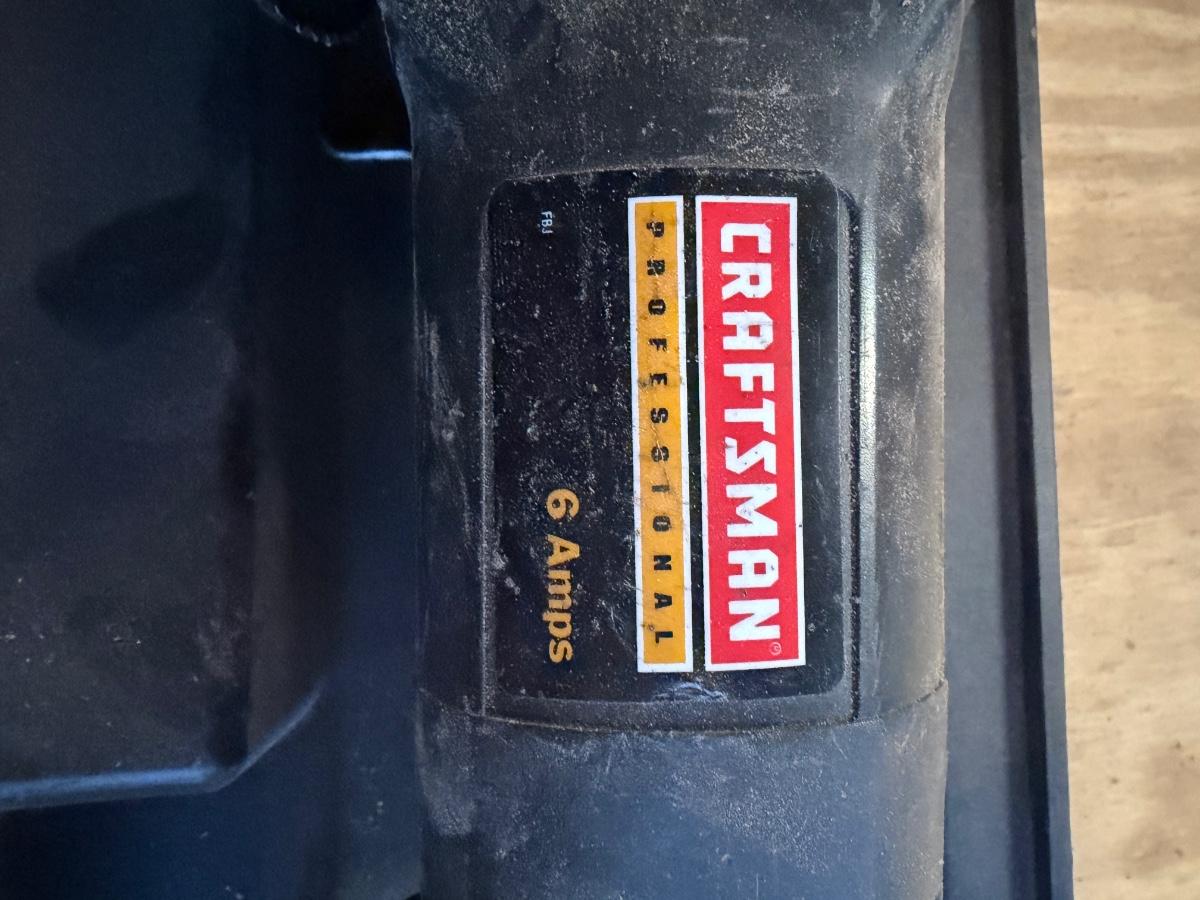 CRAFTSMAN
PROFESSIONAL
6 Amps
FBJ